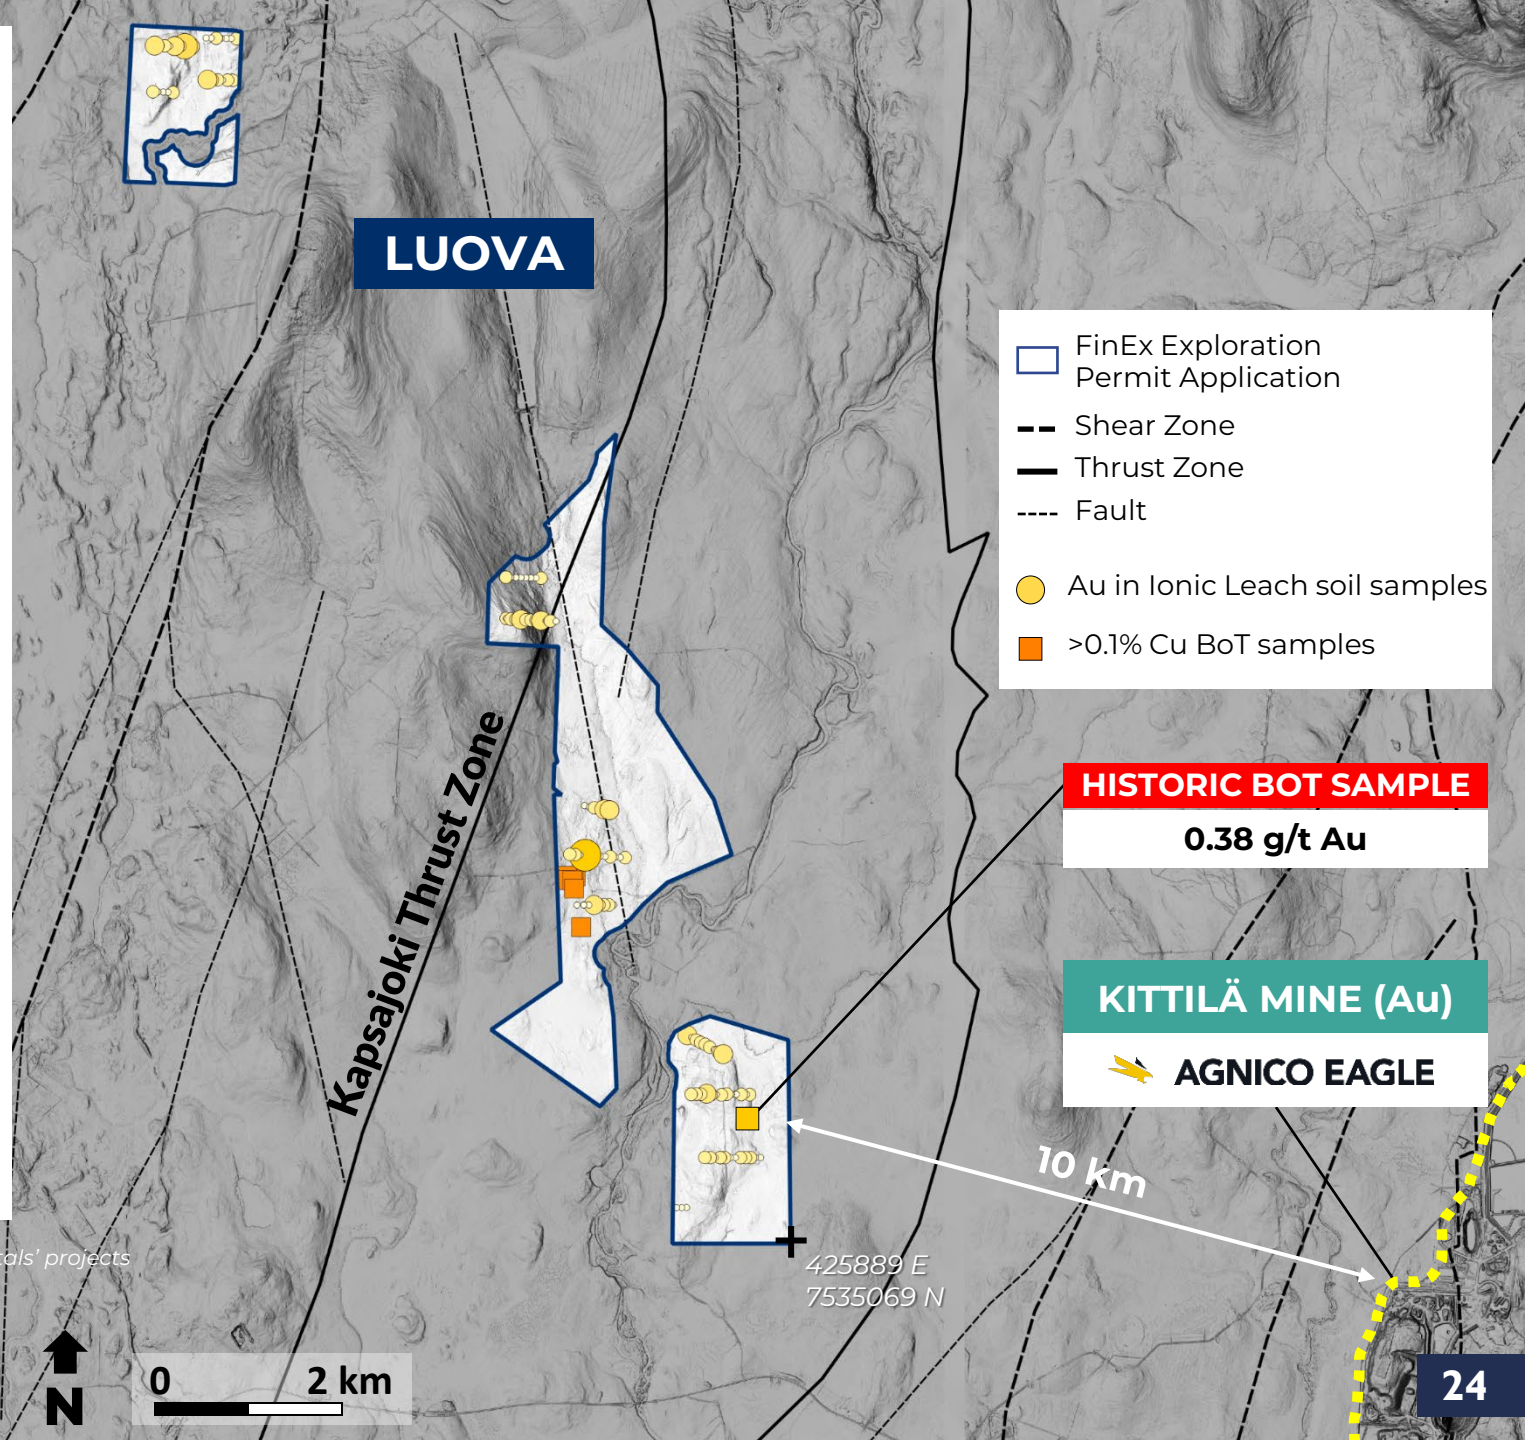 LUOVA
FinEx Exploration
Permit Application
Shear Zone
Thrust Zone
Fault
Au in Ionic Leach soil samples
>0.1% Cu BoT samples
Kapsajoki Thrust Zone
HISTORIC BOT SAMPLE
0.38 g/t Au
KITTILÄ MINE (Au)
AGNICO EAGLE
10 km
425889 E
7535069 N
tals’ projects
N
0 2 km
24